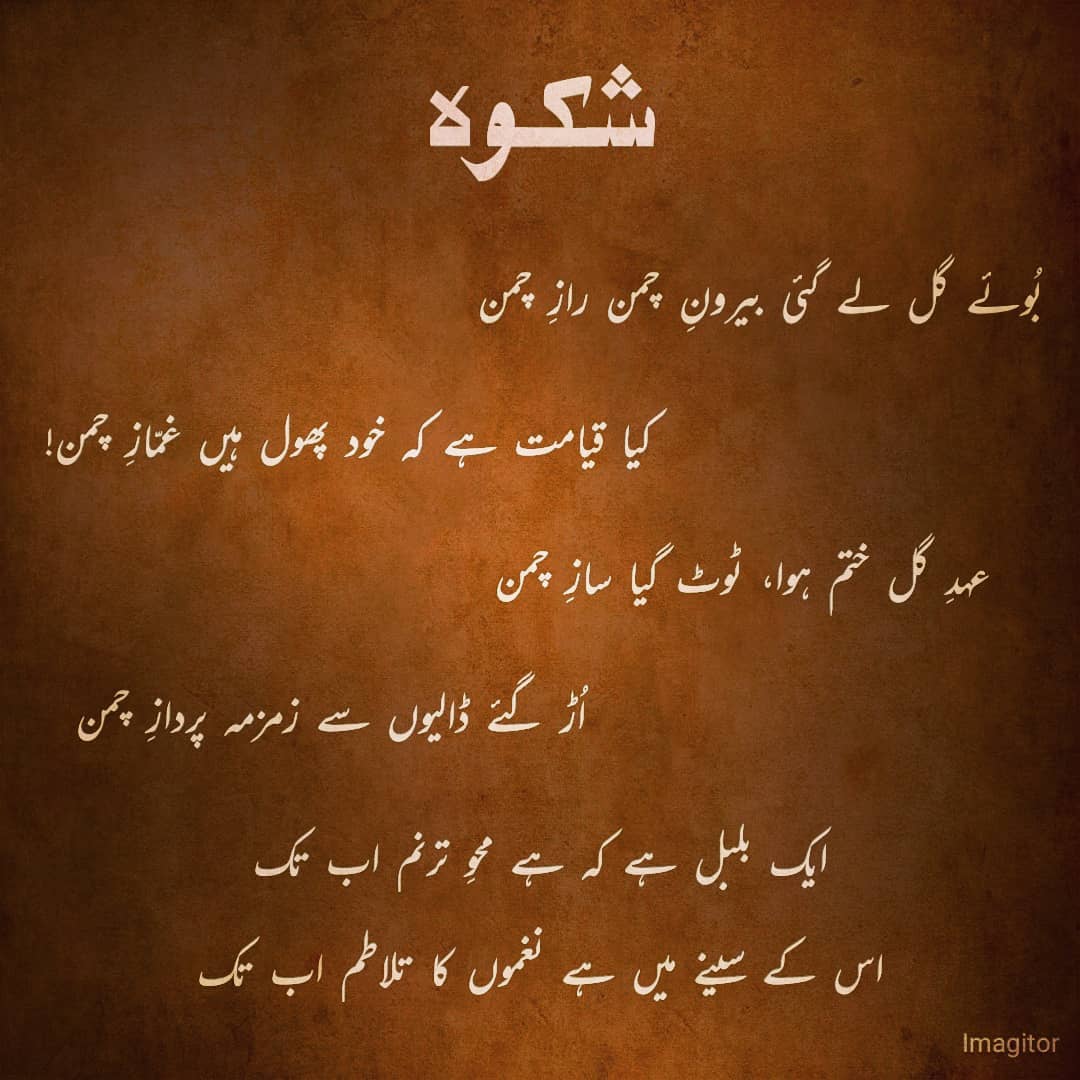 شکوہ
بُوئے گل لے گئی بیرونِ چمن رازِ چمن
کیا قیامت ہے کہ خود پھول ہیں غمّازِ چمن!
عہدِ گل ختم ہوا، ٹوٹ گیا سازِ چمن
اُڑ گئے ڈالیوں سے زمزمہ پردازِ چمن
ایک بلبل ہے کہ ہے محوِ ترنم اب تک
اس کے سینے میں ہے نغموں کا تلاطم اب تک
Imagitor